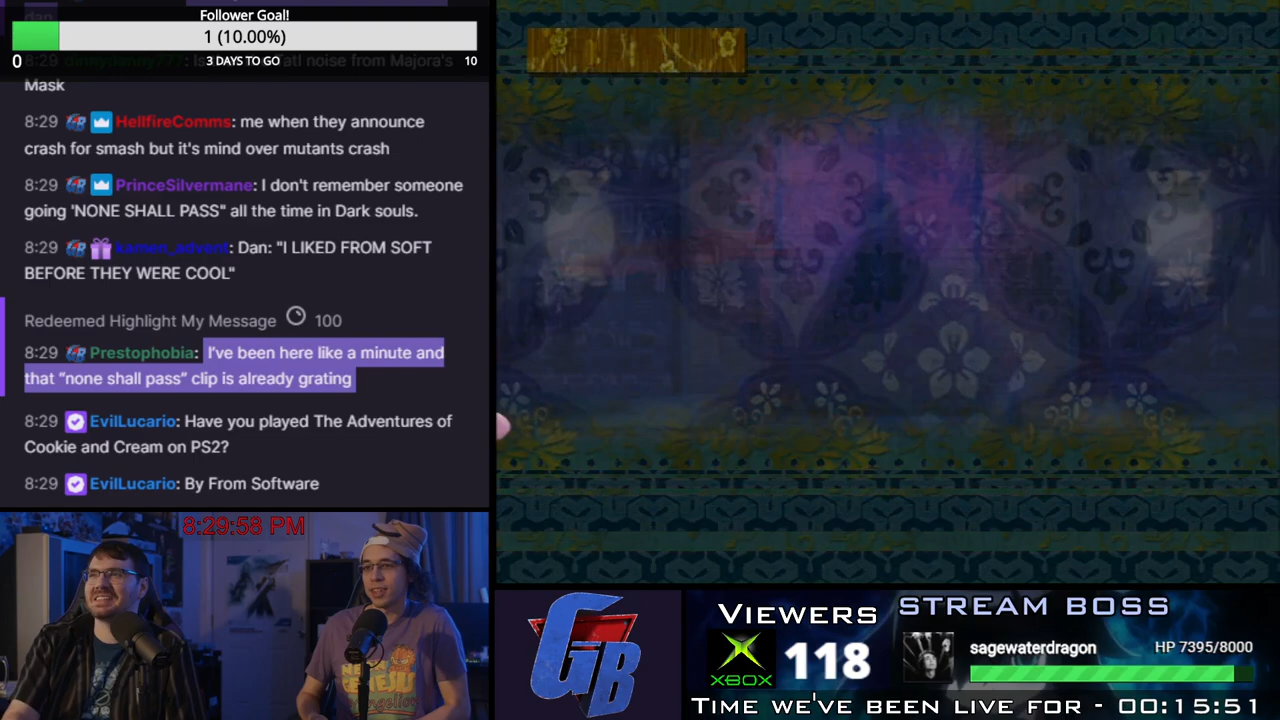 Follower Goal!
1 (10.00%)
0
3 DAYS TO GO
10
noise from Majora's
Mask
8:29 HellfireComms: me when they announce
crash for smash but it's mind over mutants crash
8:29 PrinceSilvermane: I don't remember someone
going 'NONE SHALL PASS" all the time in Dark souls.
8:29 kamen_advent: Dan: "I LIKED FROM SOFT
BEFORE THEY WERE COOL"
Redeemed Highlight My Message 100
8:29 Prestophobia: I've been here like a minute and
that “none shall pass” clip is already grating
8:29 EvilLucario: Have you played The Adventures of
Cookie and Cream on PS2?
8:29 EvilLucario: By From Software
8:29:58 PM
GB
VIEWERS
XBOX
118
STREAM BOSS
sagewaterdragon
HP 7395/8000
TIME WE'VE BEEN LIVE FOR - 00:15:51